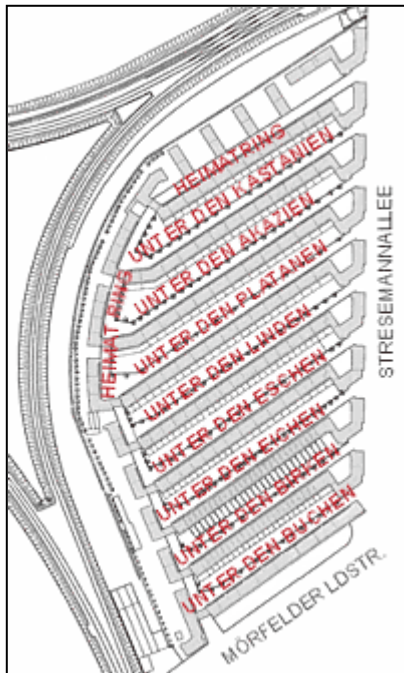 HEIMATRING
UNTER DEN KASTANIEN
UNTER DEN AKAZIEN
HEIMATRING
UNTER DEN PLATANEN
UNTER DEN LINDEN
UNTER DEN ESCHEN
UNTER DEN EICHEN
UNTER DEN BIRKEN
UNTER DEN BUCHEN
STRESEMANNALLEE
MÖRFELDER LDSTR.